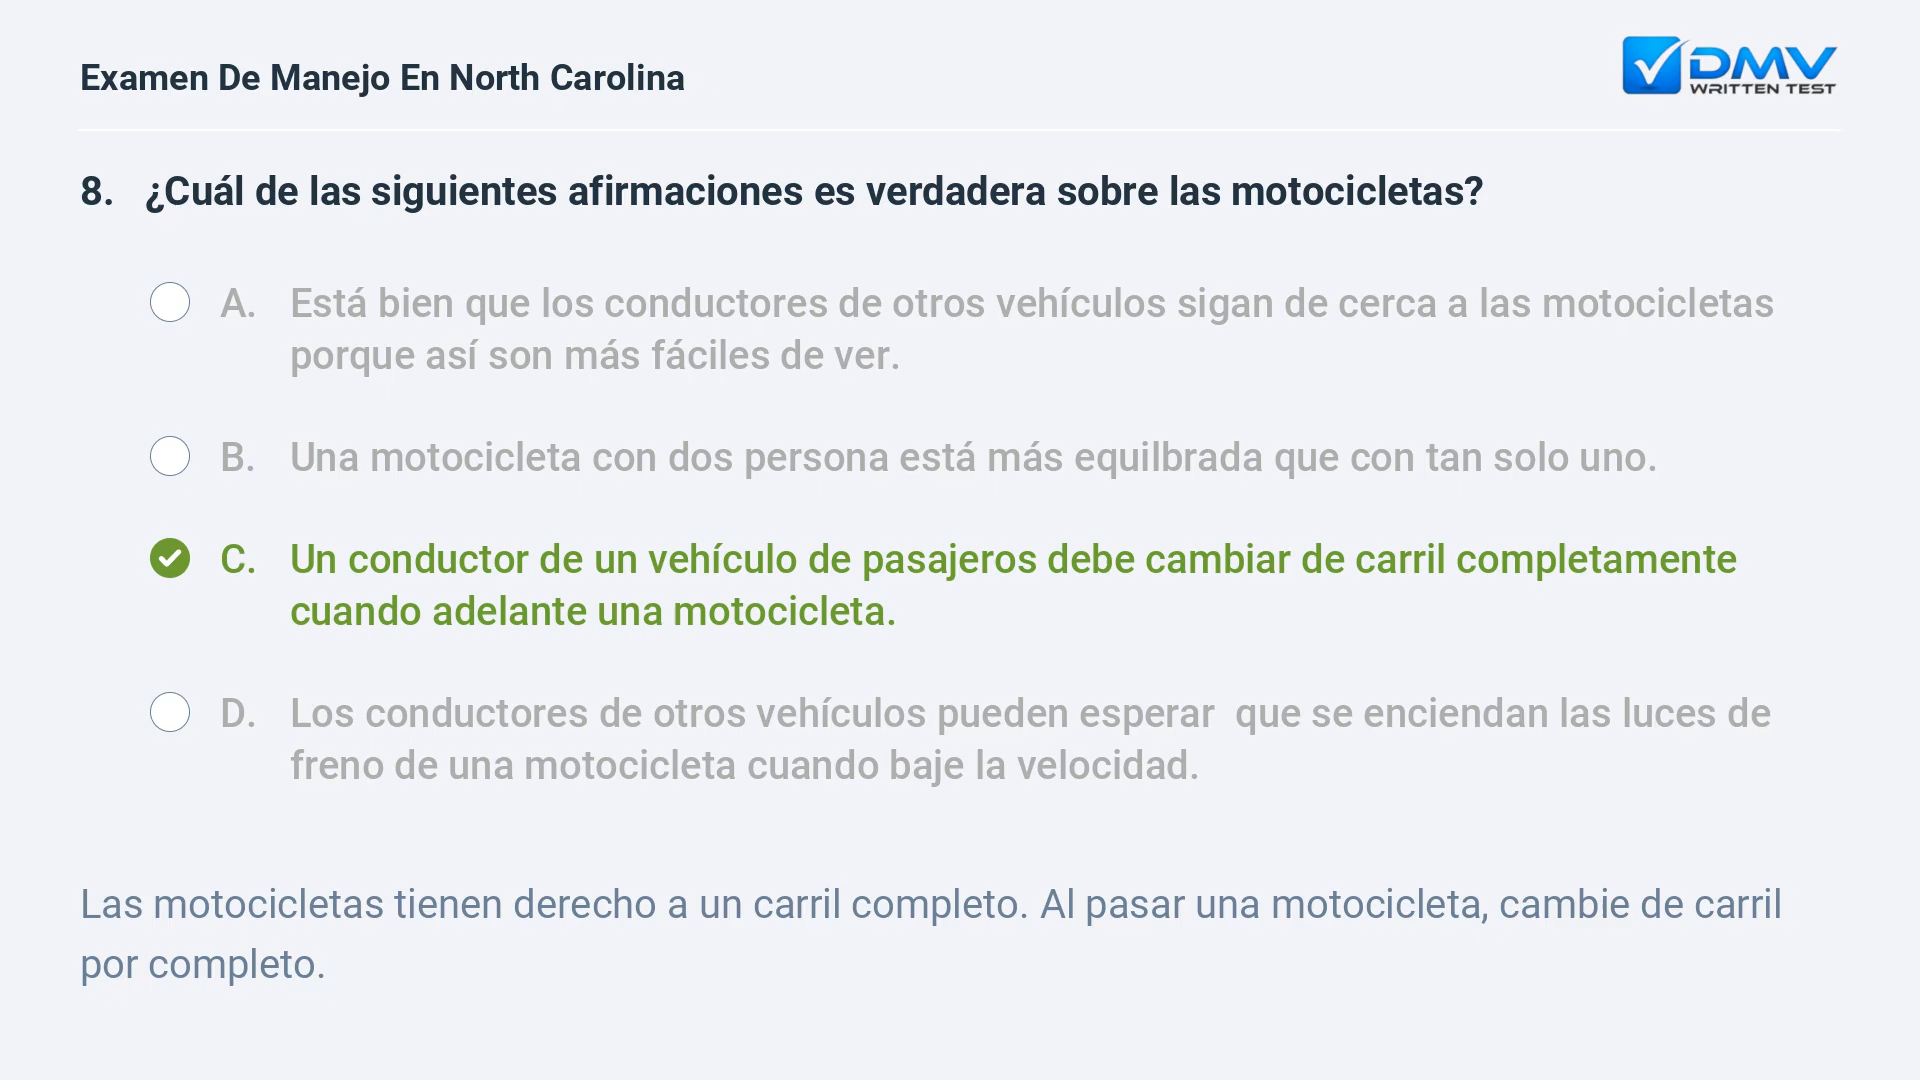 Examen De Manejo En North Carolina
DMV
WRITTEN TEST
8. ¿Cuál de las siguientes afirmaciones es verdadera sobre las motocicletas?
A. Está bien que los conductores de otros vehículos sigan de cerca a las motocicletas
porque así son más fáciles de ver.
B. Una motocicleta con dos persona está más equilbrada que con tan solo uno.
C. Un conductor de un vehículo de pasajeros debe cambiar de carril completamente
cuando adelante una motocicleta.
D. Los conductores de otros vehículos pueden esperar  que se enciendan las luces de
freno de una motocicleta cuando baje la velocidad.
Las motocicletas tienen derecho a un carril completo. Al pasar una motocicleta, cambie de carril
por completo.